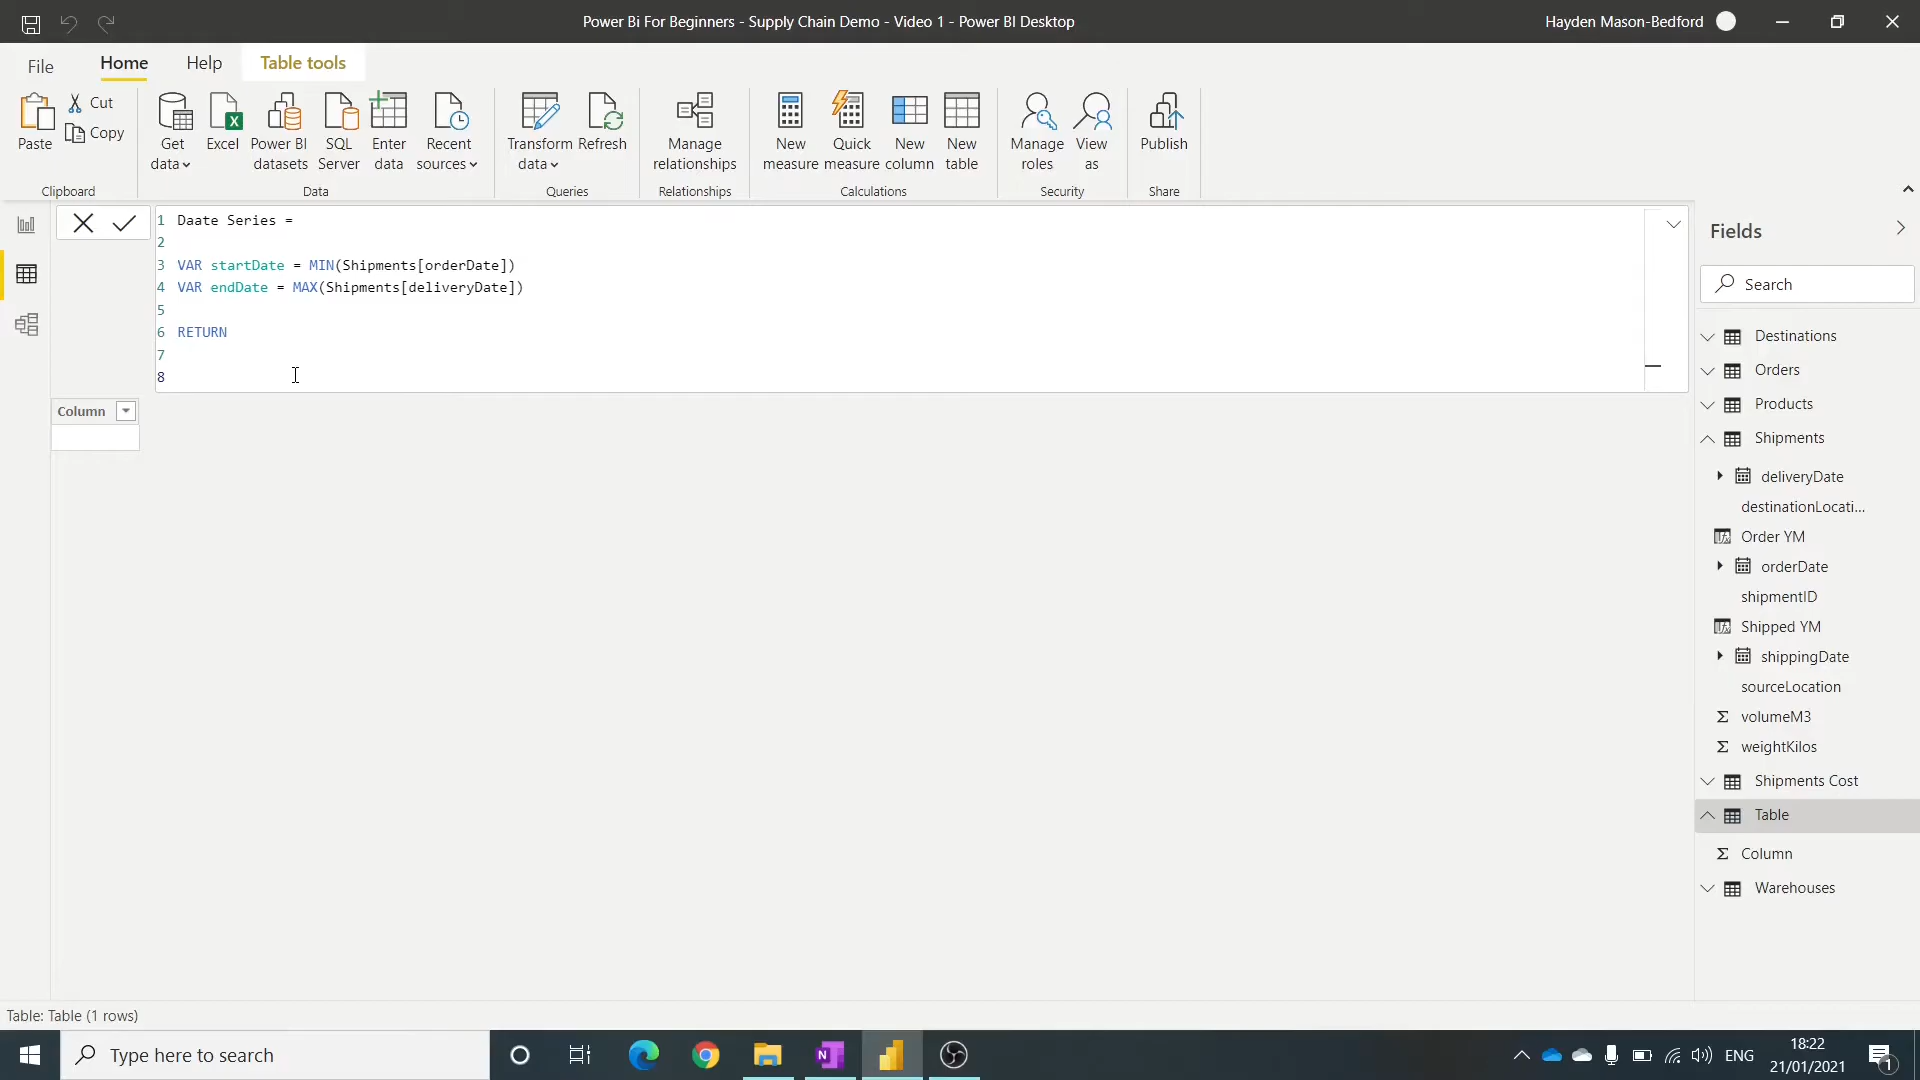 Power Bi For Beginners - Supply Chain Demo - Video 1 - Power BI Desktop
Hayden Mason-Bedford
File
Home
Help
Table tools
Paste
Cut
Copy
Clipboard
Get data
Excel
Power BI datasets
SQL Server
Enter data
Recent sources
Data
Transform data
Refresh
Queries
Manage relationships
Relationships
New measure
Quick measure
New column
New table
Calculations
Manage roles
View as
Security
Publish
Share
1 Daate Series =
2
3 VAR startDate = MIN(Shipments[orderDate])
4 VAR endDate = MAX(Shipments[deliveryDate])
5
6 RETURN
7
8
Column
Fields
Search
Destinations
Orders
Products
Shipments
deliveryDate
destinationLocati...
Order YM
orderDate
shipmentID
Shipped YM
shippingDate
sourceLocation
Σ volumeM3
Σ weightKilos
Shipments Cost
Table
Σ Column
Warehouses
Table: Table (1 rows)
Type here to search
ENG
18:22
21/01/2021
1